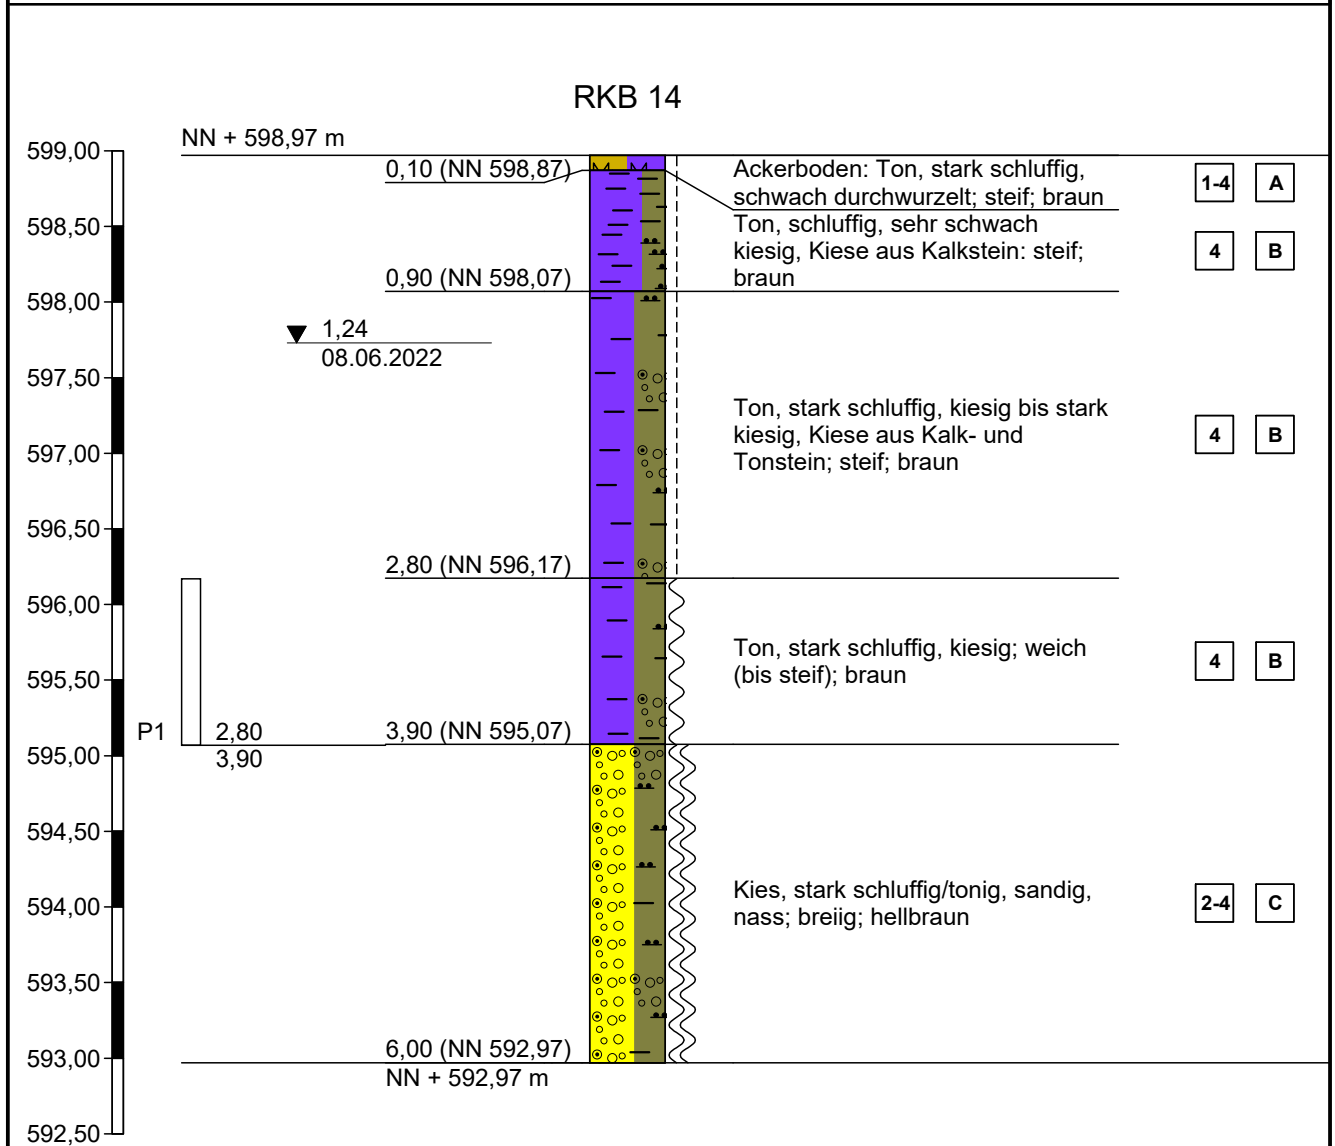 RKB 14
NN + 598,97 m
599,00
598,50
598,00
597,50
597,00
596,50
596,00
595,50
595,00
594,50
594,00
593,50
593,00
592,50
0,10 (NN 598,87)
Ackerboden: Ton, stark schluffig,
schwach durchwurzelt; steif; braun
1-4 A
0,90 (NN 598,07)
Ton, schluffig, sehr schwach
kiesig, Kiese aus Kalkstein: steif;
braun
4 B
1,24
08.06.2022
2,80 (NN 596,17)
Ton, stark schluffig, kiesig bis stark
kiesig, Kiese aus Kalk- und
Tonstein; steif; braun
4 B
P1
2,80
3,90
3,90 (NN 595,07)
Ton, stark schluffig, kiesig; weich
(bis steif); braun
4 B
Kies, stark schluffig/tonig, sandig,
nass; breiig; hellbraun
2-4 C
6,00 (NN 592,97)
NN + 592,97 m